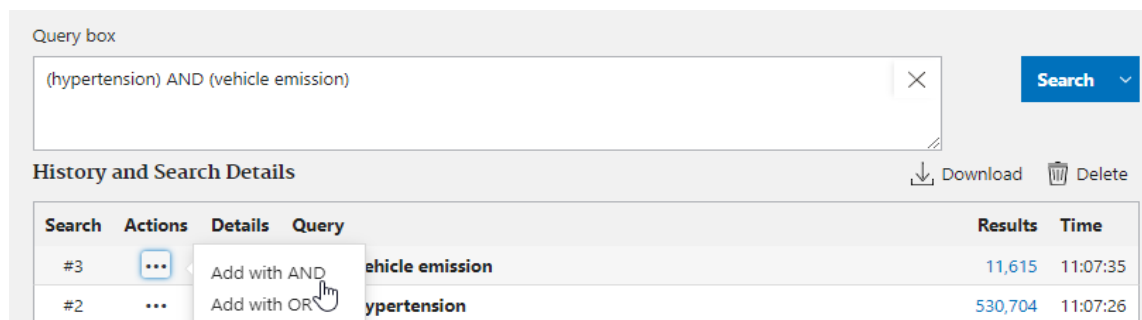 Query box
(hypertension) AND (vehicle emission)
Search
History and Search Details
Download Delete
Search Actions Details Query Results Time
#3 ... Add with AND ehicle emission 11,615 11:07:35
#2 ... Add with OR ypertension 530,704 11:07:26